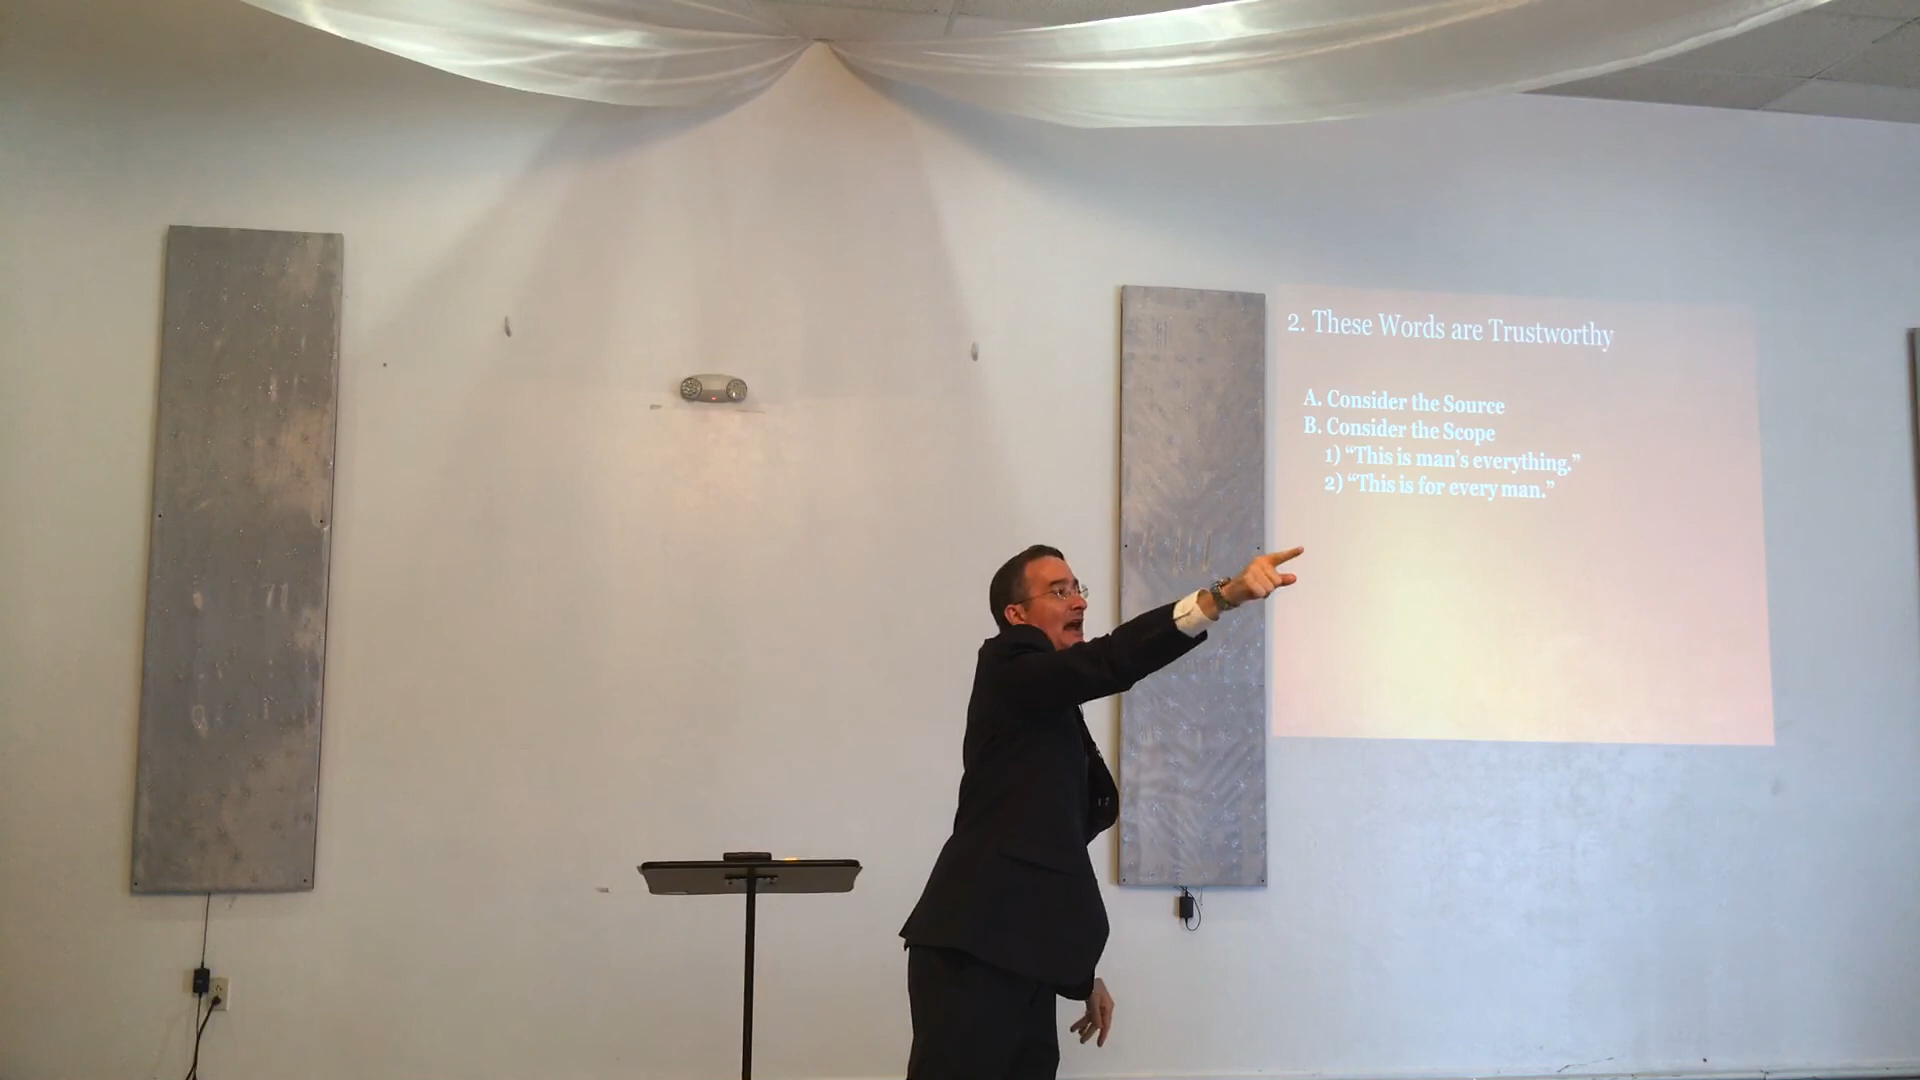 2. These Words are Trustworthy
A. Consider the Source
B. Consider the Scope
1) “This is man’s everything.”
2) “This is for every man.”